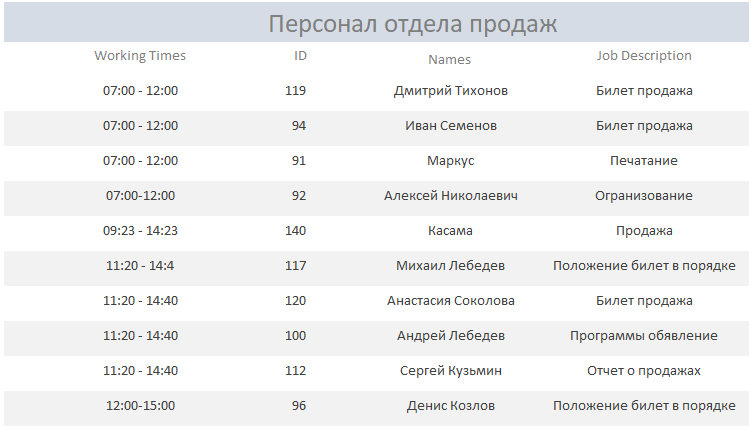 Персонал отдела продаж
Working Times ID Names Job Description
07:00 - 12:00 119 Дмитрий Тихонов Билет продажа
07:00 - 12:00 94 Иван Семенов Билет продажа
07:00 - 12:00 91 Маркус Печатание
07:00-12:00 92 Алексей Николаевич Огранизование
09:23 - 14:23 140 Касама Продажа
11:20 - 14:4 117 Михаил Лебедев Положение билет в порядке
11:20 - 14:40 120 Анастасия Соколова Билет продажа
11:20 - 14:40 100 Андрей Лебедев Программы обявление
11:20 - 14:40 112 Сергей Кузьмин Отчет о продажах
12:00-15:00 96 Денис Козлов Положение билет в порядке